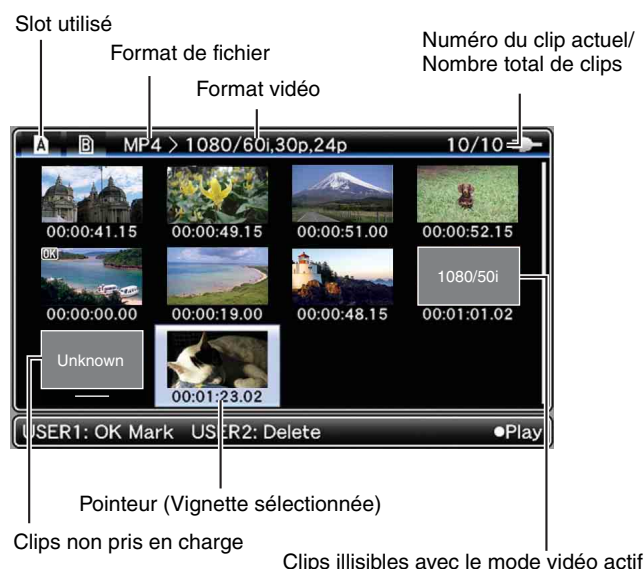 Slot utilisé
Format de fichier
Format vidéo
Numéro du clip actuel/
Nombre total de clips
A B MP4 > 1080/60i,30p,24p 10/10
00:00:41.15 00:00:49.15 00:00:51.00 00:00:52.15
OK
1080/50i
00:00:00.00 00:00:19.00 00:00:48.15 00:01:01.02
Unknown
00:01:23.02
USER1: OK Mark USER2: Delete ●Play
Pointeur (Vignette sélectionnée)
Clips non pris en charge
Clips illisibles avec le mode vidéo actif